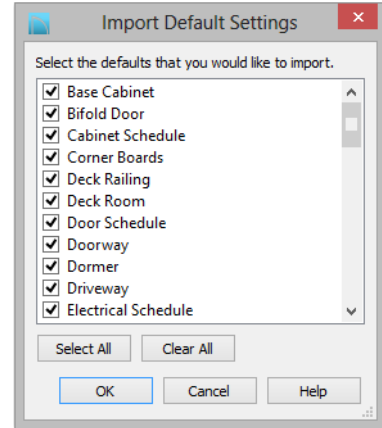 Import Default Settings
Select the defaults that you would like to import.
Base Cabinet
Bifold Door
Cabinet Schedule
Corner Boards
Deck Railing
Deck Room
Door Schedule
Doorway
Dormer
Driveway
Electrical Schedule
Select All Clear All
OK Cancel Help